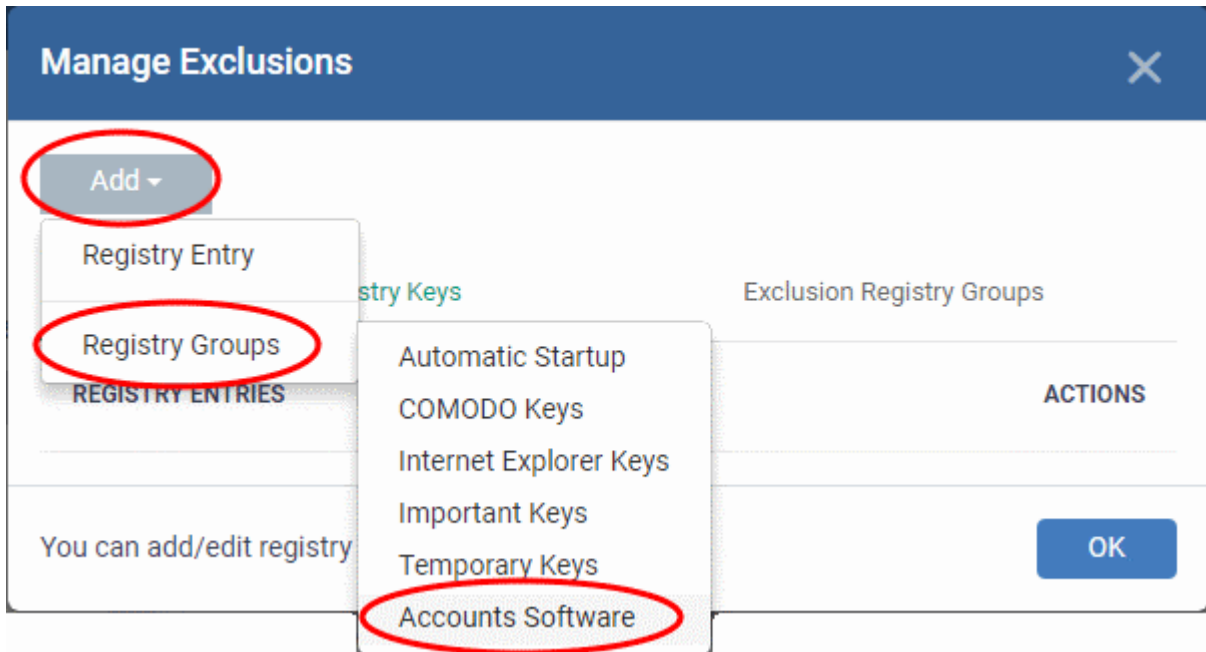 Manage Exclusions
Add
Registry Entry
stry Keys
Exclusion Registry Groups
Registry Groups
REGISTRY ENTRIES
ACTIONS
Automatic Startup
COMODO Keys
Internet Explorer Keys
Important Keys
Temporary Keys
Accounts Software
You can add/edit registry
OK